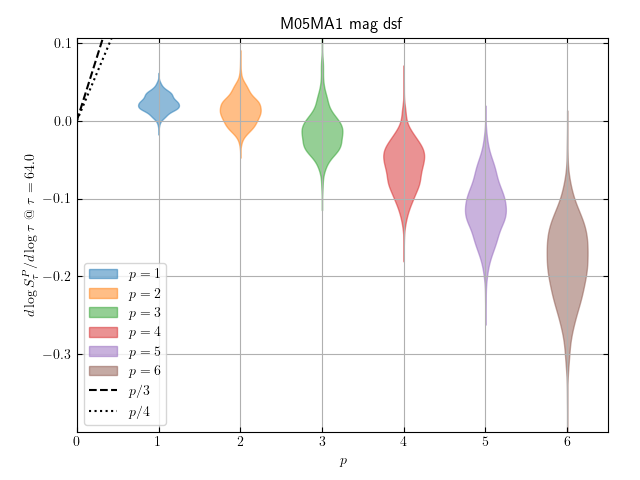 M05MA1 mag dsf
d log S_τ^P / d log τ @ τ = 64.0
0.1
0.0
−0.1
−0.2
−0.3
p = 1
p = 2
p = 3
p = 4
p = 5
p = 6
p/3
p/4
0 1 2 3 4 5 6
p